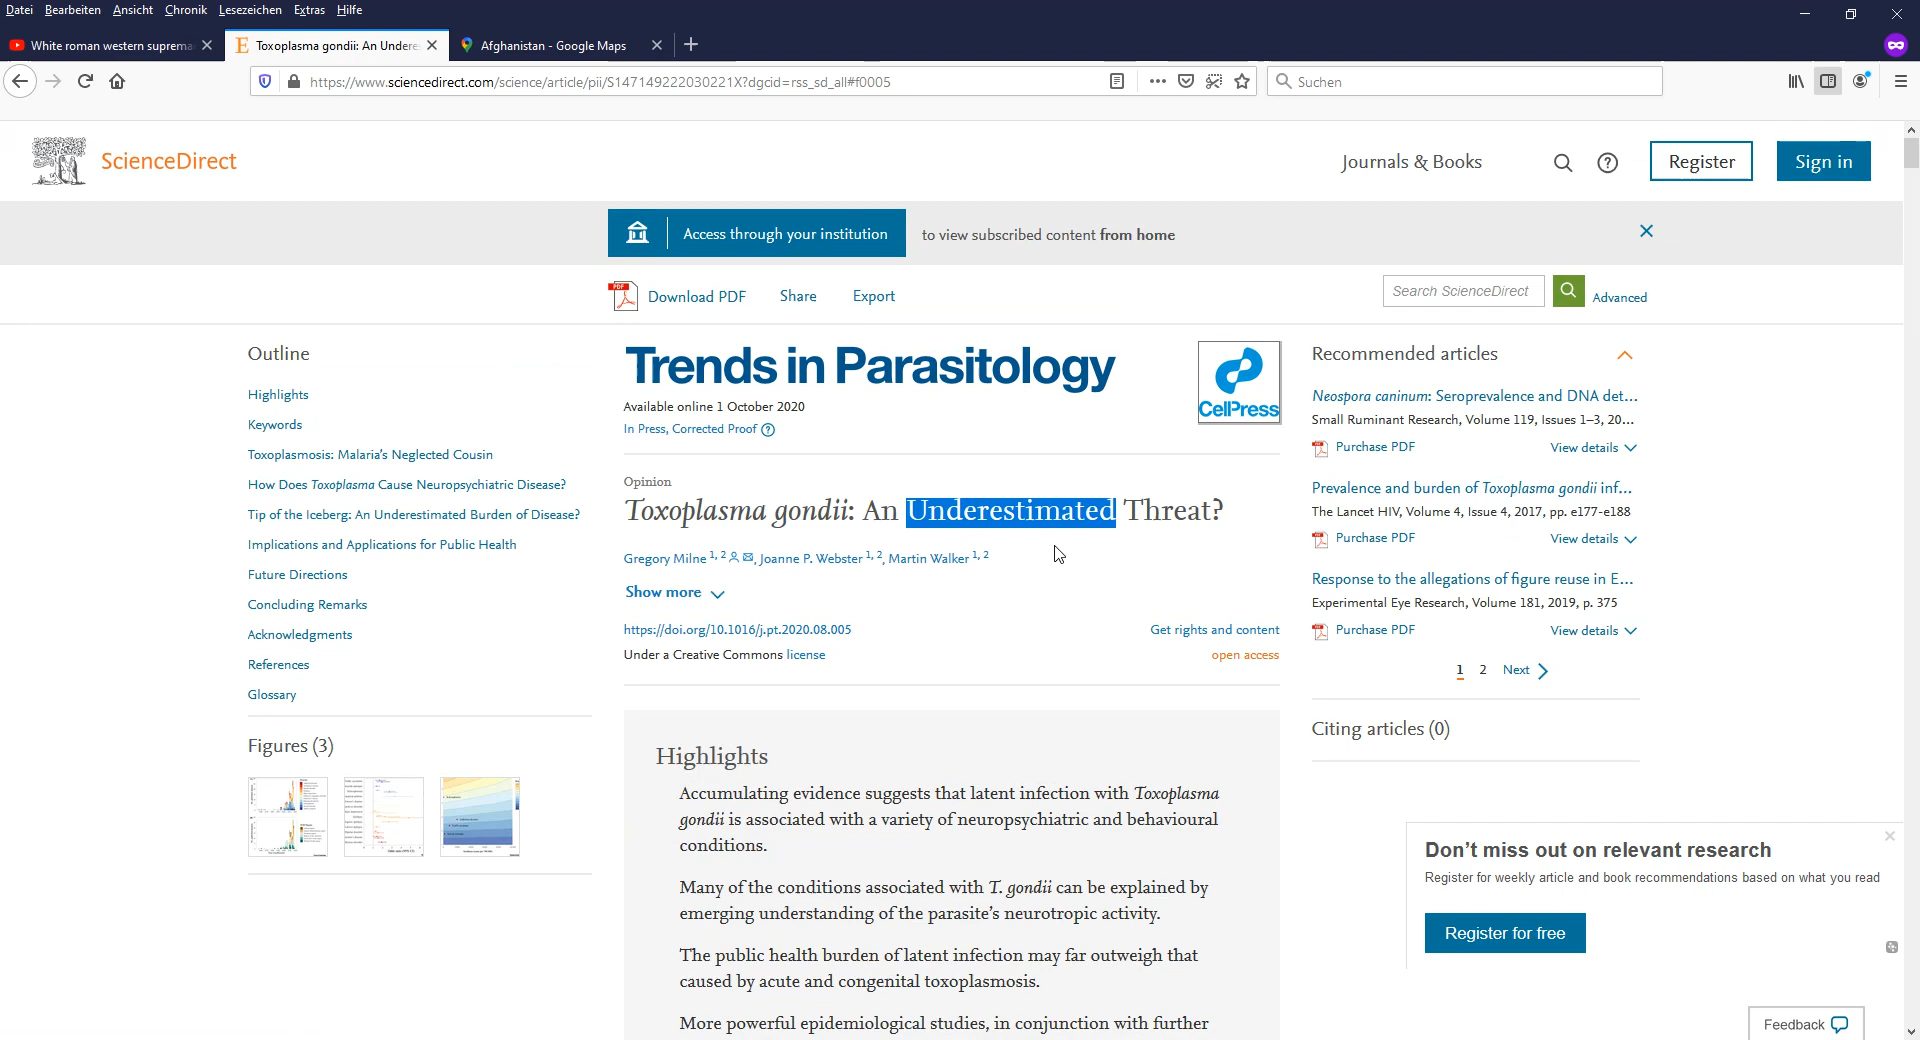 Datei Bearbeiten Ansicht Chronik Lesezeichen Extras Hilfe
White roman western suprema
Toxoplasma gondii: An Undere
Afghanistan - Google Maps
https://www.sciencedirect.com/science/article/pii/S147149222030221X?dgcid=rss_sd_all#f0005
Suchen
ScienceDirect
Journals & Books
Register
Sign in
Access through your institution
to view subscribed content from home
Download PDF
Share
Export
Search ScienceDirect
Advanced
Outline
Highlights
Keywords
Toxoplasmosis: Malaria's Neglected Cousin
How Does Toxoplasma Cause Neuropsychiatric Disease?
Tip of the Iceberg: An Underestimated Burden of Disease?
Implications and Applications for Public Health
Future Directions
Concluding Remarks
Acknowledgments
References
Glossary
Figures (3)
Trends in Parasitology
CellPress
Available online 1 October 2020
In Press, Corrected Proof
Opinion
Toxoplasma gondii: An Underestimated Threat?
Gregory Milne 1, 2, Joanne P. Webster 1, 2, Martin Walker 1, 2
Show more
https://doi.org/10.1016/j.pt.2020.08.005
Get rights and content
Under a Creative Commons license
open access
Highlights
Accumulating evidence suggests that latent infection with Toxoplasma
gondii is associated with a variety of neuropsychiatric and behavioural
conditions.
Many of the conditions associated with T. gondii can be explained by
emerging understanding of the parasite's neurotropic activity.
The public health burden of latent infection may far outweigh that
caused by acute and congenital toxoplasmosis.
More powerful epidemiological studies, in conjunction with further
Recommended articles
Neospora caninum: Seroprevalence and DNA det...
Small Ruminant Research, Volume 119, Issues 1–3, 20...
Purchase PDF
View details
Prevalence and burden of Toxoplasma gondii inf...
The Lancet HIV, Volume 4, Issue 4, 2017, pp. e177-e188
Purchase PDF
View details
Response to the allegations of figure reuse in E...
Experimental Eye Research, Volume 181, 2019, p. 375
Purchase PDF
View details
1 2 Next
Citing articles (0)
Don't miss out on relevant research
Register for weekly article and book recommendations based on what you read
Register for free
Feedback